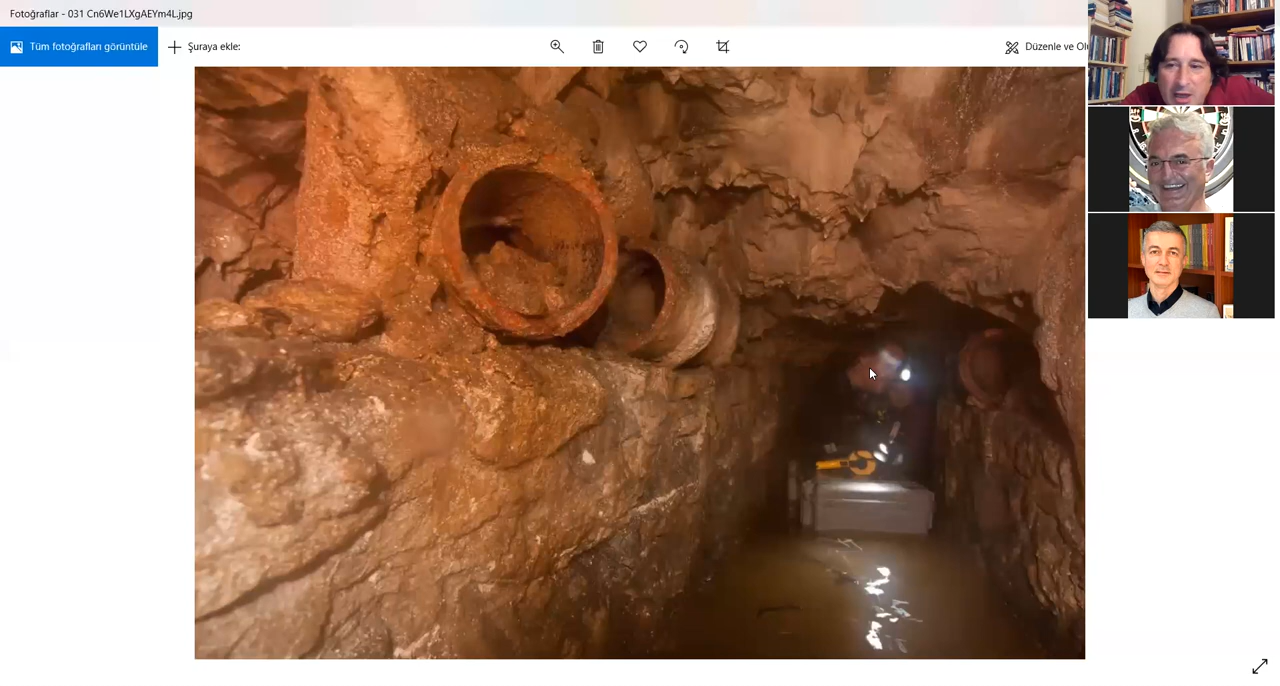 Fotoğraflar - 031 Cn6We1LXgAEYm4L.jpg
Tüm fotoğrafları görüntüle
Şuraya ekle:
Düzenle ve Ol